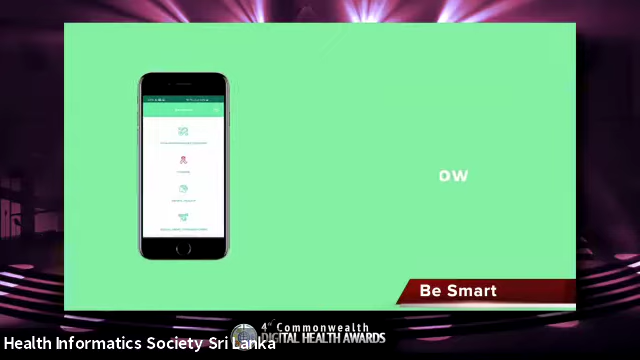 ow
Be Smart
4th Commonwealth
DIGITAL HEALTH AWARDS
Health Informatics Society Sri Lanka